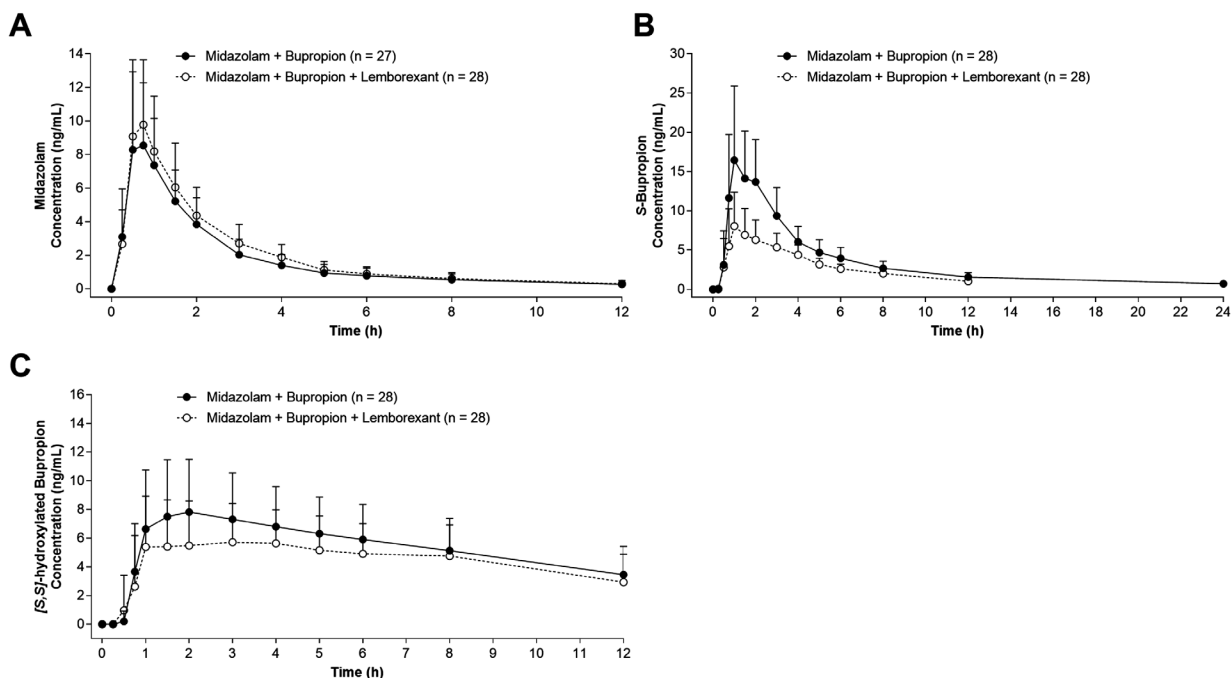 A
Midazolam + Bupropion (n = 27)
Midazolam + Bupropion + Lemborexant (n = 28)
Midazolam
Concentration (ng/mL)
14
12
10
8
6
4
2
0
0 2 4 6 8 10 12
Time (h)
B
Midazolam + Bupropion (n = 28)
Midazolam + Bupropion + Lemborexant (n = 28)
S-Bupropion
Concentration (ng/mL)
30
25
20
15
10
5
0
0 2 4 6 8 10 12 14 16 18 20 22 24
Time (h)
C
Midazolam + Bupropion (n = 28)
Midazolam + Bupropion + Lemborexant (n = 28)
[S,S]-hydroxylated Bupropion
Concentration (ng/mL)
16
14
12
10
8
6
4
2
0
0 1 2 3 4 5 6 7 8 9 10 11 12
Time (h)